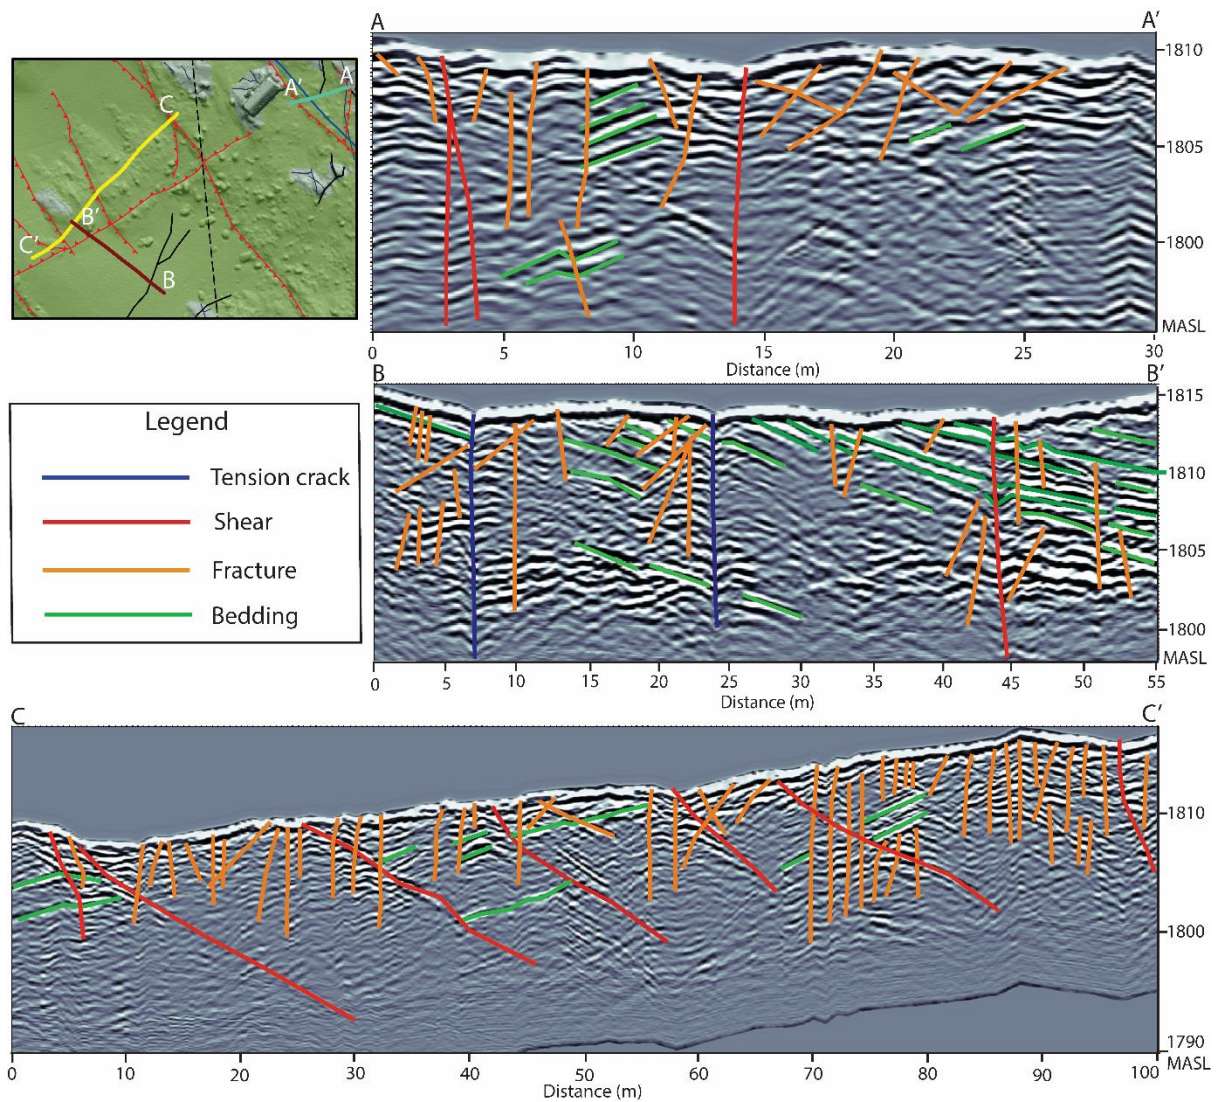 A A'
C
A' A
B'
C'
B
1810
1805
1800
MASL
0 5 10 15 20 25 30
Distance (m)
B B'
Legend
Tension crack
Shear
Fracture
Bedding
1815
1810
1805
1800
MASL
0 5 10 15 20 25 30 35 40 45 50 55
Distance (m)
C C'
1810
1800
1790
MASL
0 10 20 30 40 50 60 70 80 90 100
Distance (m)